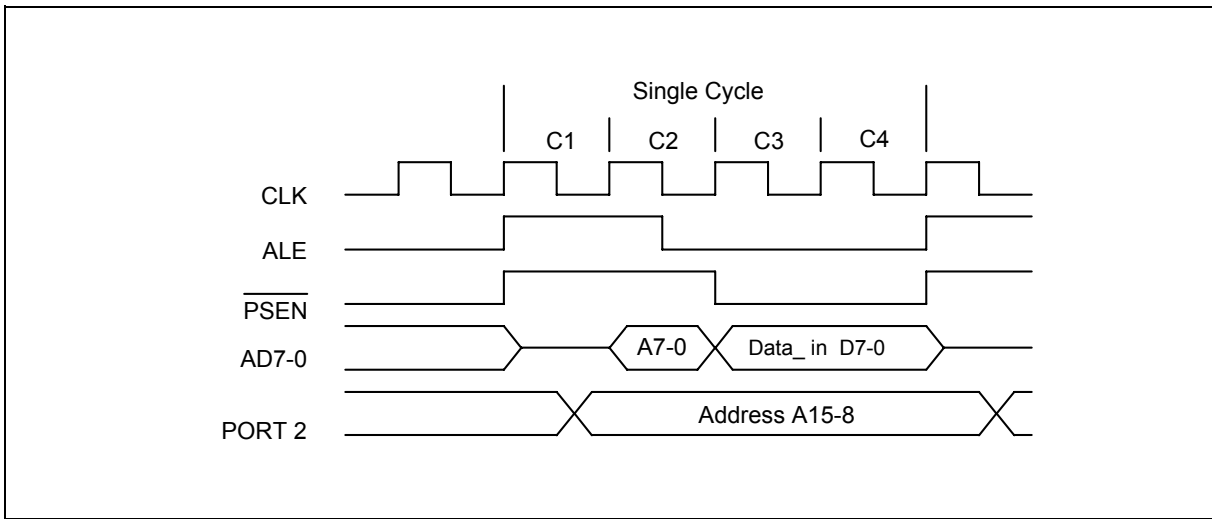 Single Cycle
C1 C2 C3 C4
CLK
ALE
PSEN
AD7-0 A7-0 Data_ in D7-0
PORT 2 Address A15-8